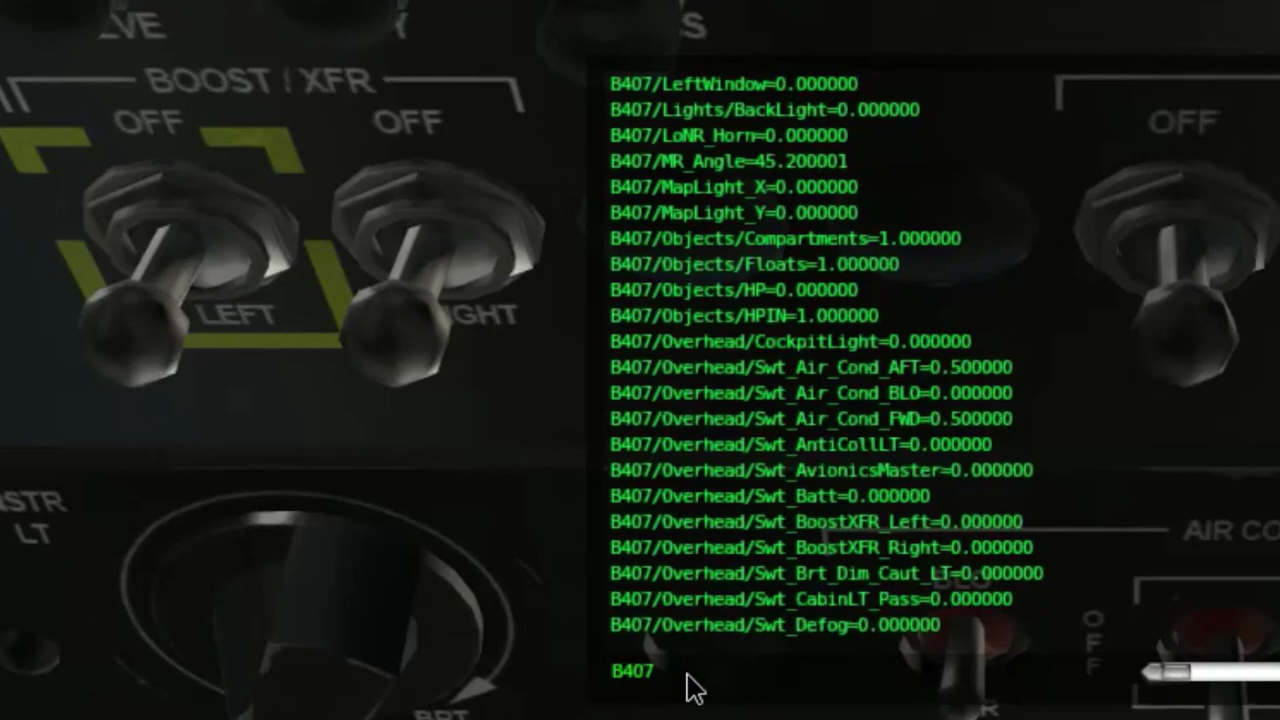 BOOST / XFR
OFF
OFF
LEFT
LT
B407/LeftWindow=0.000000
B407/Lights/BackLight=0.000000
B407/LoNR_Horn=0.000000
B407/MR_Angle=45.200001
B407/MapLight_X=0.000000
B407/MapLight_Y=0.000000
B407/Objects/Compartments=1.000000
B407/Objects/Floats=1.000000
B407/Objects/HP=0.000000
B407/Objects/HPIN=1.000000
B407/Overhead/CockpitLight=0.000000
B407/Overhead/Swt_Air_Cond_AFT=0.500000
B407/Overhead/Swt_Air_Cond_BLO=0.000000
B407/Overhead/Swt_Air_Cond_FWD=0.500000
B407/Overhead/Swt_AntiCollLT=0.000000
B407/Overhead/Swt_AvionicsMaster=0.000000
B407/Overhead/Swt_Batt=0.000000
B407/Overhead/Swt_BoostXFR_Left=0.000000
B407/Overhead/Swt_BoostXFR_Right=0.000000
B407/Overhead/Swt_Brt_Dim_Caut_LT=0.000000
B407/Overhead/Swt_CabinLT_Pass=0.000000
B407/Overhead/Swt_Defog=0.000000
B407
OFF
AIR CO
OFF